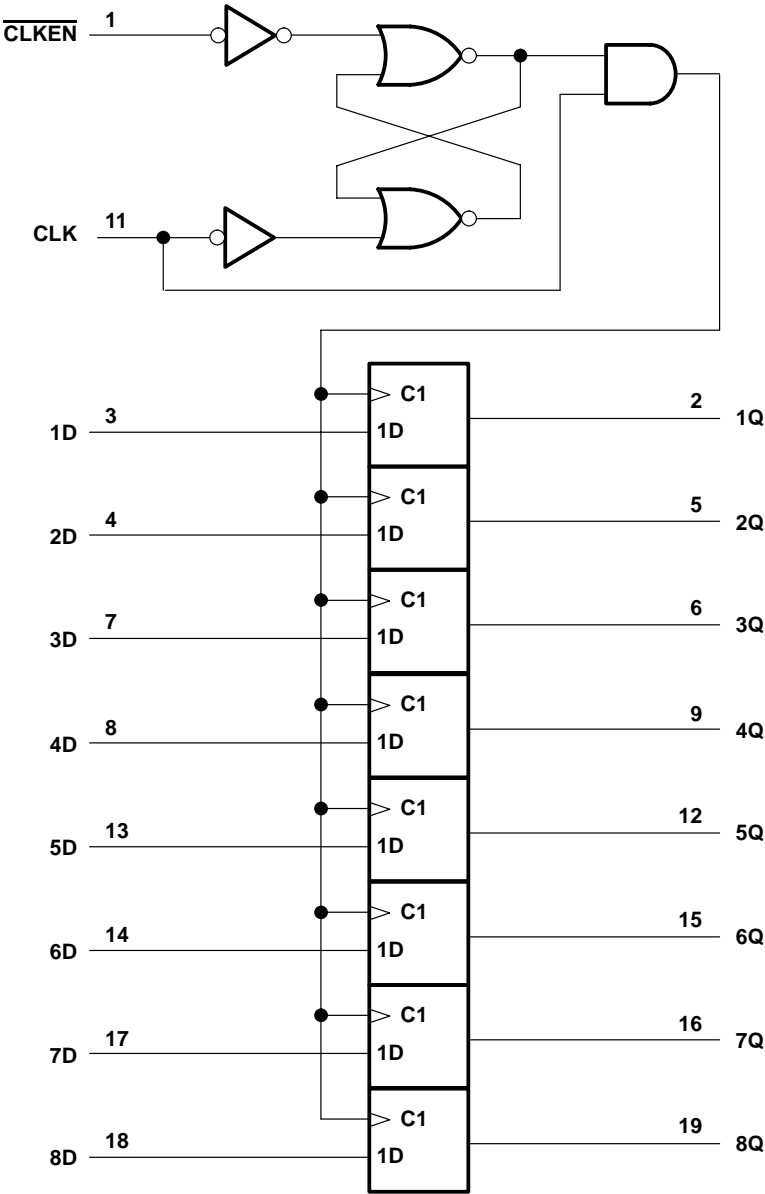 CLKEN 1
CLK 11
C1
1D 3 1D 2 1Q
C1
2D 4 1D 5 2Q
C1
3D 7 1D 6 3Q
C1
4D 8 1D 9 4Q
C1
5D 13 1D 12 5Q
C1
6D 14 1D 15 6Q
C1
7D 17 1D 16 7Q
C1
8D 18 1D 19 8Q